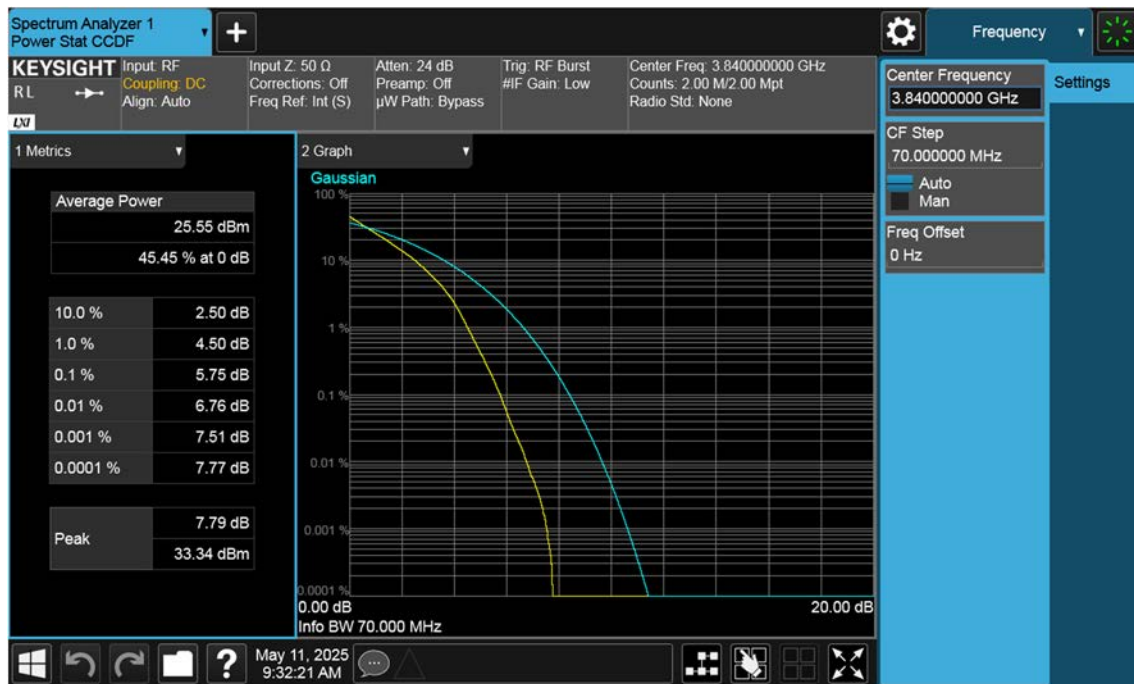 Spectrum Analyzer 1
Power Stat CCDF
Frequency
KEYSIGHT
R L
LXI
Input: RF
Coupling: DC
Align: Auto
Input Z: 50 Ω
Corrections: Off
Freq Ref: Int (S)
Atten: 24 dB
Preamp: Off
µW Path: Bypass
Trig: RF Burst
#IF Gain: Low
Center Freq: 3.840000000 GHz
Counts: 2.00 M/2.00 Mpt
Radio Std: None
Center Frequency
3.840000000 GHz
Settings
CF Step
70.000000 MHz
Auto
Man
Freq Offset
0 Hz
1 Metrics
Average Power
25.55 dBm
45.45 % at 0 dB
10.0 % 2.50 dB
1.0 % 4.50 dB
0.1 % 5.75 dB
0.01 % 6.76 dB
0.001 % 7.51 dB
0.0001 % 7.77 dB
Peak
7.79 dB
33.34 dBm
2 Graph
Gaussian
100 %
10 %
1 %
0.1 %
0.01 %
0.001 %
0.0001 %
0.00 dB 20.00 dB
Info BW 70.000 MHz
?
May 11, 2025
9:32:21 AM